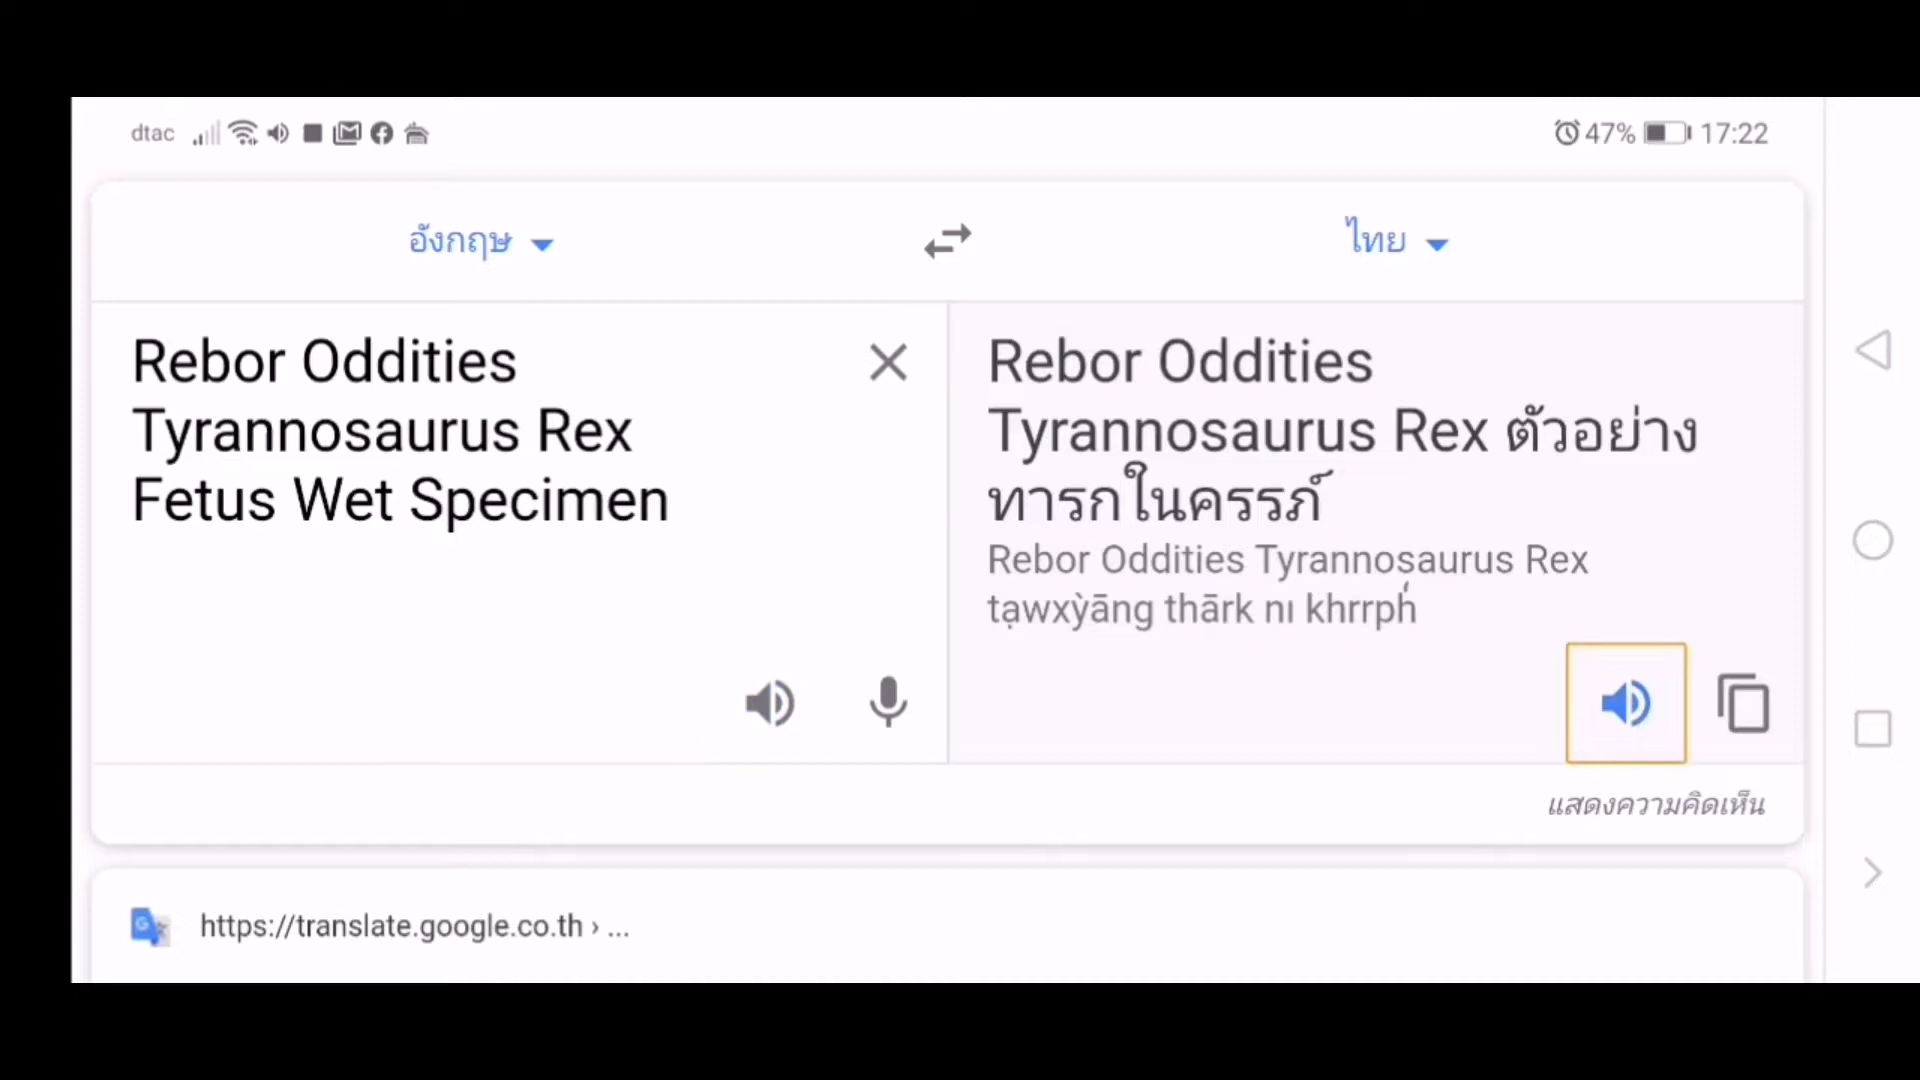 dtac
47% 17:22
อังกฤษ
ไทย
Rebor Oddities
Tyrannosaurus Rex
Fetus Wet Specimen
Rebor Oddities
Tyrannosaurus Rex ตัวอย่าง
ทารกในครรภ์
Rebor Oddities Tyrannosaurus Rex
tạwxỳāng thārk nı khrrp̣h̒
แสดงความคิดเห็น
https://translate.google.co.th › ...